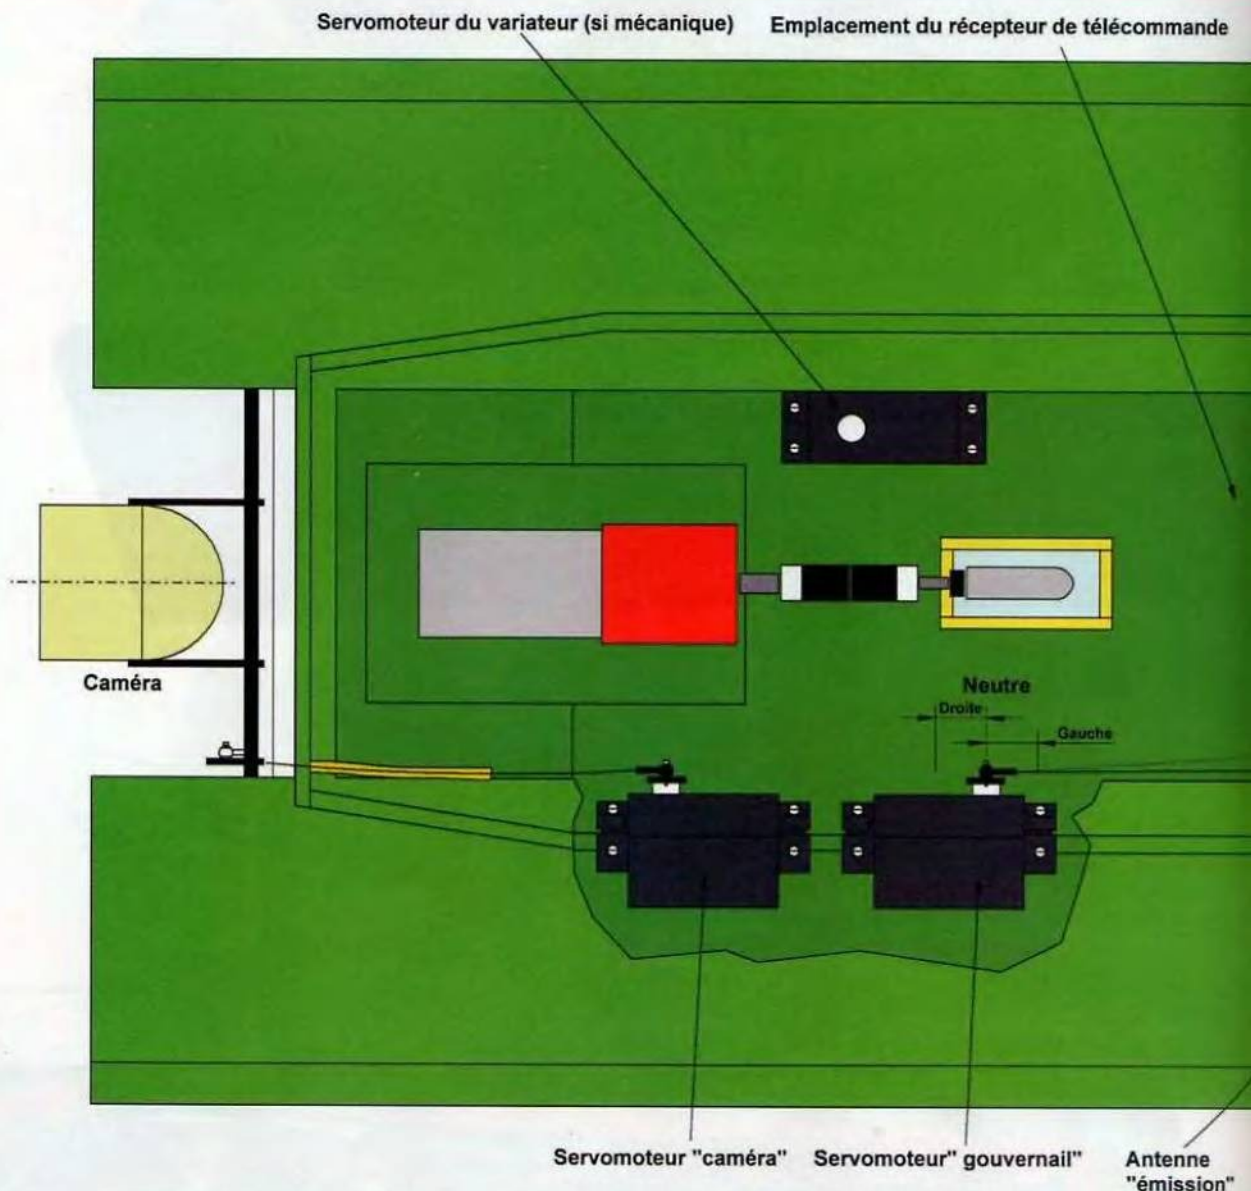 Servomoteur du variateur (si mécanique)
Emplacement du récepteur de télécommande
Caméra
Neutre
Droite
Gauche
Servomoteur "caméra"
Servomoteur" gouvernail"
Antenne
"émission"